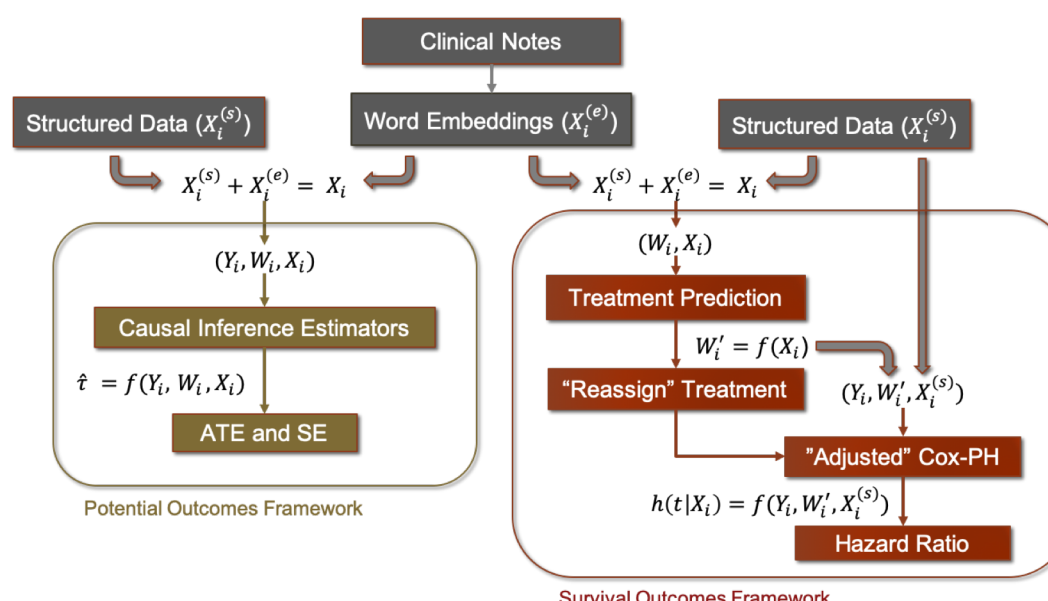 Clinical Notes
Structured Data (X_i^{(s)})
Word Embeddings (X_i^{(e)})
Structured Data (X_i^{(s)})
X_i^{(s)} + X_i^{(e)} = X_i
X_i^{(s)} + X_i^{(e)} = X_i
(Y_i, W_i, X_i)
Causal Inference Estimators
τ̂ = f(Y_i, W_i, X_i)
ATE and SE
Potential Outcomes Framework
(W_i, X_i)
Treatment Prediction
W_i′ = f(X_i)
“Reassign” Treatment
(Y_i, W_i′, X_i^{(s)})
”Adjusted” Cox-PH
h(t|X_i) = f(Y_i, W_i′, X_i^{(s)})
Hazard Ratio
Survival Outcomes Framework